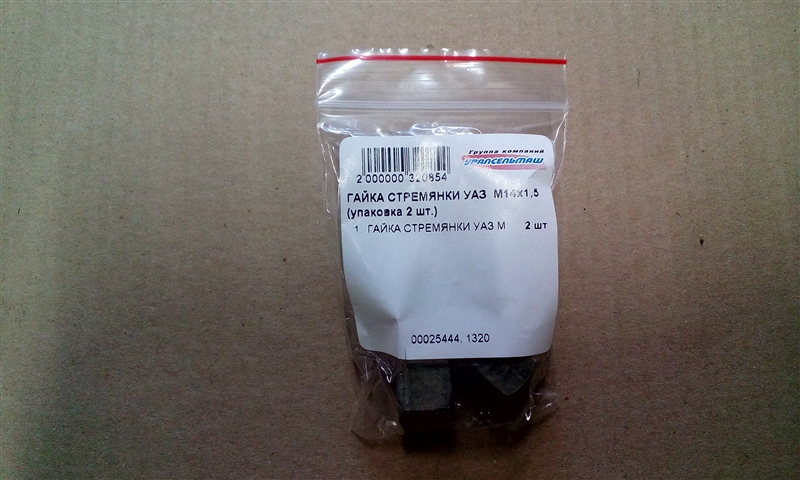 Группа компаний
УРАЛСЕЛЬМАШ
2 000000 320854
ГАЙКА СТРЕМЯНКИ УАЗ М14х1,5
(упаковка 2 шт.)
1 ГАЙКА СТРЕМЯНКИ УАЗ М 2 шт
00025444, 1320